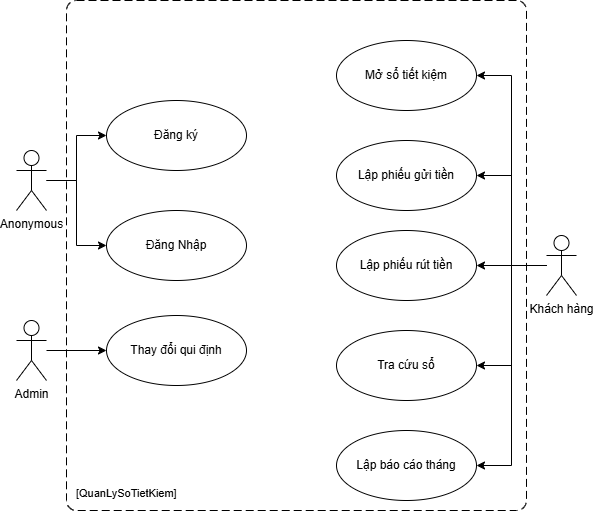 Mở sổ tiết kiệm
Đăng ký
Lập phiếu gửi tiền
Anonymous
Đăng Nhập
Lập phiếu rút tiền
Khách hàng
Thay đổi qui định
Tra cứu sổ
Admin
Lập báo cáo tháng
[QuanLySoTietKiem]